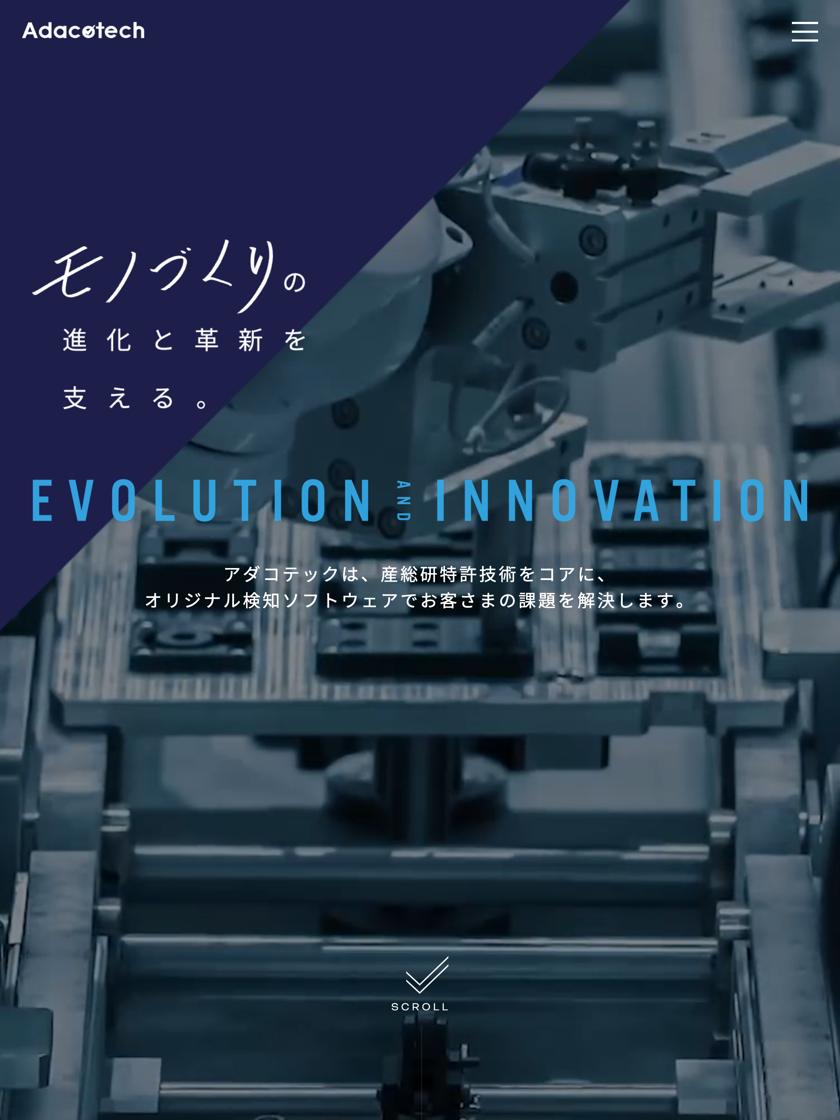 Adacotech
モノづくりの
進化と革新を
支える。
EVOLUTION AND INNOVATION
アダコテックは、産総研特許技術をコアに、
オリジナル検知ソフトウェアでお客さまの課題を解決します。
SCROLL